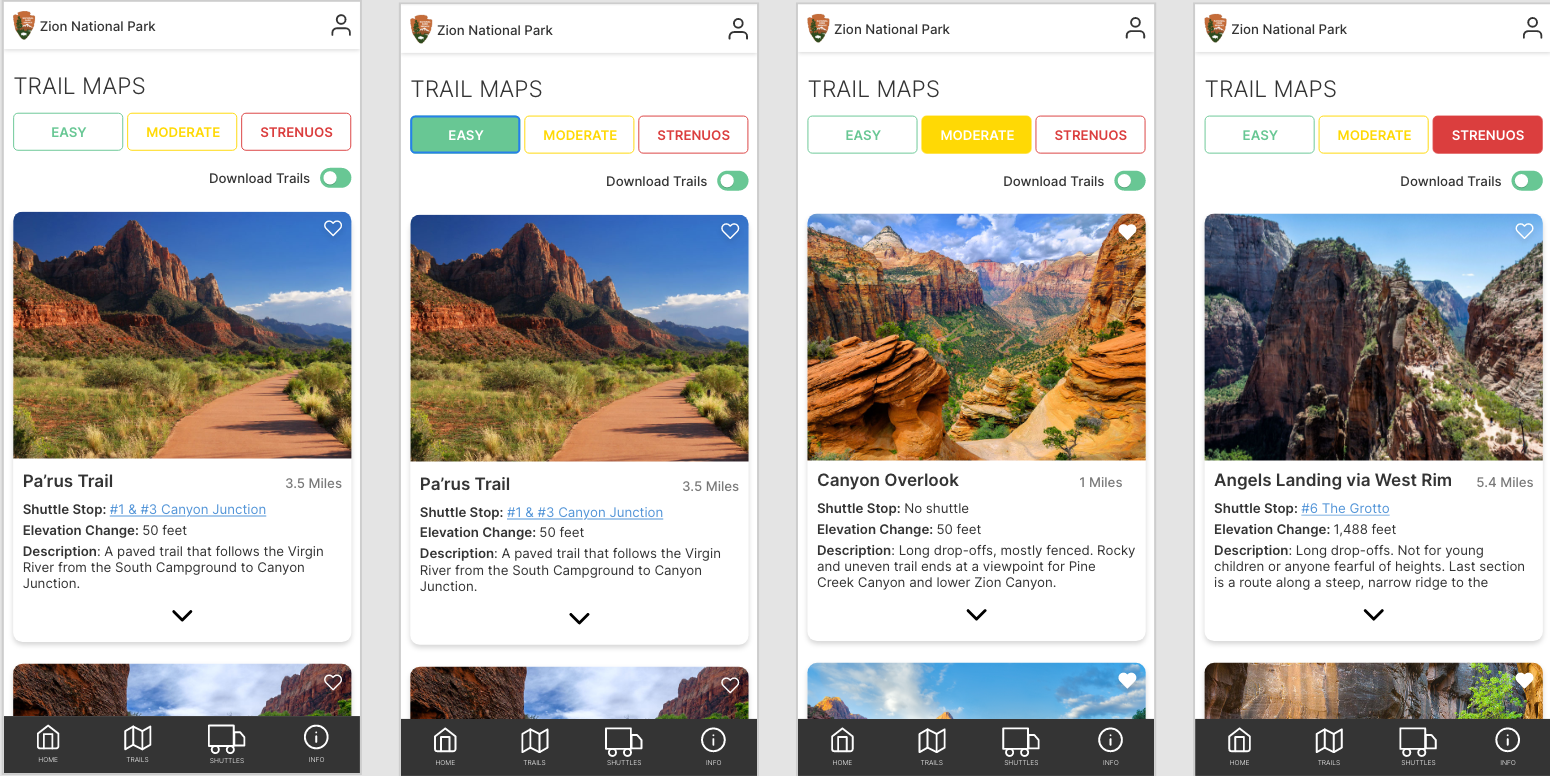 Zion National Park
TRAIL MAPS
EASY MODERATE STRENUOS
Download Trails
Pa’rus Trail 3.5 Miles
Shuttle Stop: #1 & #3 Canyon Junction
Elevation Change: 50 feet
Description: A paved trail that follows the Virgin
River from the South Campground to Canyon
Junction.
HOME TRAILS SHUTTLES INFO
Zion National Park
TRAIL MAPS
EASY MODERATE STRENUOS
Download Trails
Pa’rus Trail 3.5 Miles
Shuttle Stop: #1 & #3 Canyon Junction
Elevation Change: 50 feet
Description: A paved trail that follows the Virgin
River from the South Campground to Canyon
Junction.
HOME TRAILS SHUTTLES INFO
Zion National Park
TRAIL MAPS
EASY MODERATE STRENUOS
Download Trails
Canyon Overlook 1 Miles
Shuttle Stop: No shuttle
Elevation Change: 50 feet
Description: Long drop-offs, mostly fenced. Rocky
and uneven trail ends at a viewpoint for Pine
Creek Canyon and lower Zion Canyon.
HOME TRAILS SHUTTLES INFO
Zion National Park
TRAIL MAPS
EASY MODERATE STRENUOS
Download Trails
Angels Landing via West Rim 5.4 Miles
Shuttle Stop: #6 The Grotto
Elevation Change: 1,488 feet
Description: Long drop-offs. Not for young
children or anyone fearful of heights. Last section
is a route along a steep, narrow ridge to the
HOME TRAILS SHUTTLES INFO